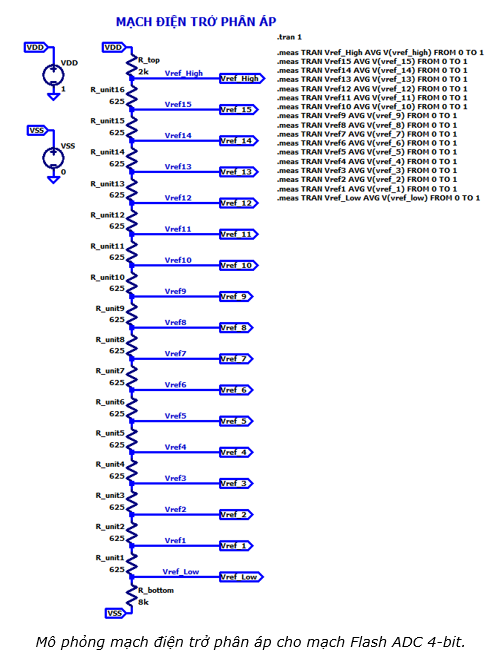 MẠCH ĐIỆN TRỞ PHÂN ÁP
.tran 1
.meas TRAN Vref_High AVG V(vref_high) FROM 0 TO 1
.meas TRAN Vref15 AVG V(vref_15) FROM 0 TO 1
.meas TRAN Vref14 AVG V(vref_14) FROM 0 TO 1
.meas TRAN Vref13 AVG V(vref_13) FROM 0 TO 1
.meas TRAN Vref12 AVG V(vref_12) FROM 0 TO 1
.meas TRAN Vref11 AVG V(vref_11) FROM 0 TO 1
.meas TRAN Vref10 AVG V(vref_10) FROM 0 TO 1
.meas TRAN Vref9 AVG V(vref_9) FROM 0 TO 1
.meas TRAN Vref8 AVG V(vref_8) FROM 0 TO 1
.meas TRAN Vref7 AVG V(vref_7) FROM 0 TO 1
.meas TRAN Vref6 AVG V(vref_6) FROM 0 TO 1
.meas TRAN Vref5 AVG V(vref_5) FROM 0 TO 1
.meas TRAN Vref4 AVG V(vref_4) FROM 0 TO 1
.meas TRAN Vref3 AVG V(vref_3) FROM 0 TO 1
.meas TRAN Vref2 AVG V(vref_2) FROM 0 TO 1
.meas TRAN Vref1 AVG V(vref_1) FROM 0 TO 1
.meas TRAN Vref_Low AVG V(vref_low) FROM 0 TO 1
VDD
VDD
1
VSS
VSS
0
VDD
R_top
2k
Vref_High
Vref_High
R_unit16
625
Vref15
Vref_15
R_unit15
625
Vref14
Vref_14
R_unit14
625
Vref13
Vref_13
R_unit13
625
Vref12
Vref_12
R_unit12
625
Vref11
Vref_11
R_unit11
625
Vref10
Vref_10
R_unit10
625
Vref9
Vref_9
R_unit9
625
Vref8
Vref_8
R_unit8
625
Vref7
Vref_7
R_unit7
625
Vref6
Vref_6
R_unit6
625
Vref5
Vref_5
R_unit5
625
Vref4
Vref_4
R_unit4
625
Vref3
Vref_3
R_unit3
625
Vref2
Vref_2
R_unit2
625
Vref1
Vref_1
R_unit1
625
Vref_Low
Vref_Low
R_bottom
8k
VSS
Mô phỏng mạch điện trở phân áp cho mạch Flash ADC 4-bit.